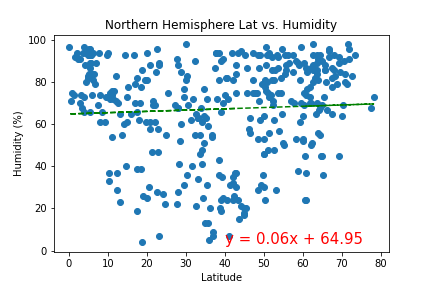 Northern Hemisphere Lat vs. Humidity
100
80
60
40
20
0
Humidity (%)
y = 0.06x + 64.95
0 10 20 30 40 50 60 70 80
Latitude